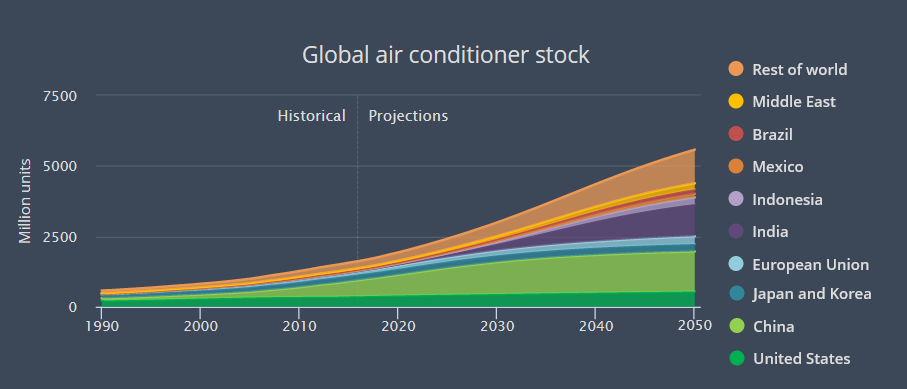 Global air conditioner stock
Million units
7500
5000
2500
0
Historical
Projections
1990
2000
2010
2020
2030
2040
2050
Rest of world
Middle East
Brazil
Mexico
Indonesia
India
European Union
Japan and Korea
China
United States